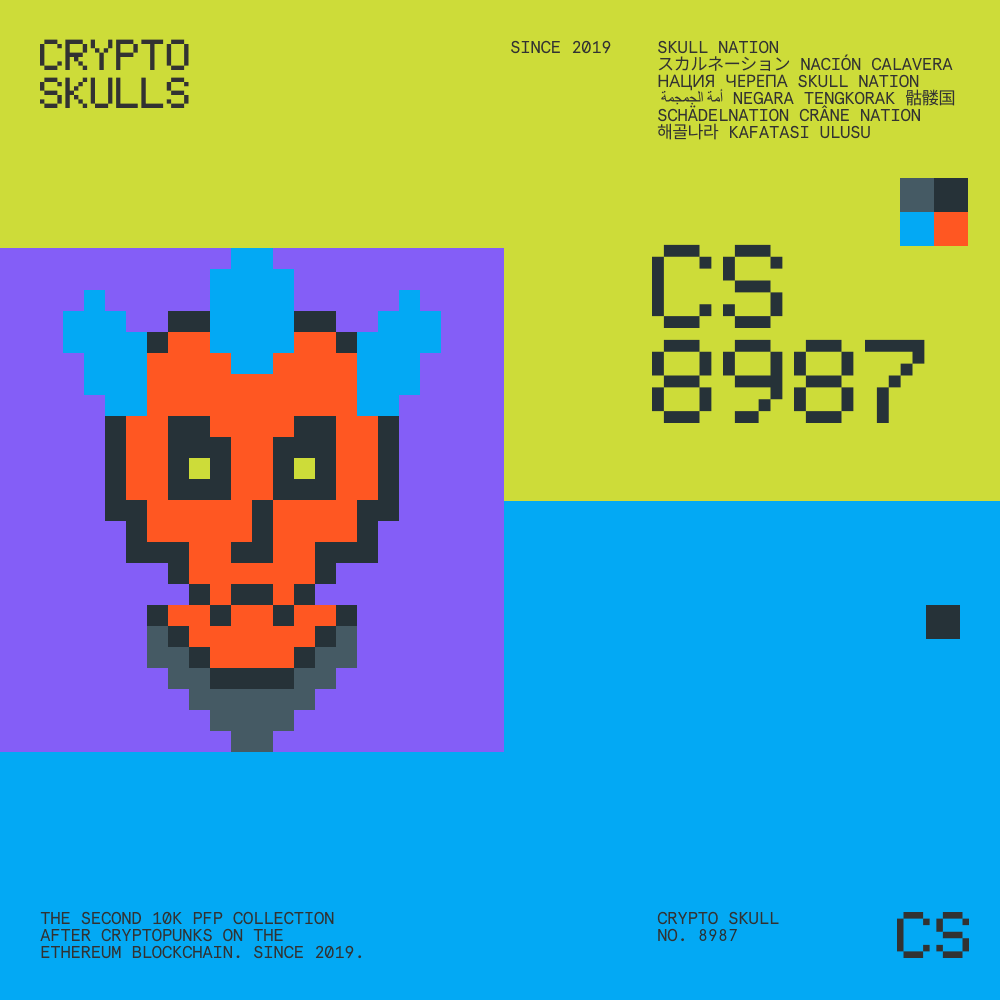 CRYPTO
SKULLS
SINCE 2019
SKULL NATION
スカルネーション NACIÓN CALAVERA
НАЦИЯ ЧЕРЕПА SKULL NATION
أمة الجمجمة NEGARA TENGKORAK 骷髅国
SCHÄDELNATION CRÂNE NATION
해골나라 KAFATASI ULUSU
CS
8987
THE SECOND 10K PFP COLLECTION
AFTER CRYPTOPUNKS ON THE
ETHEREUM BLOCKCHAIN. SINCE 2019.
CRYPTO SKULL
NO. 8987
CS